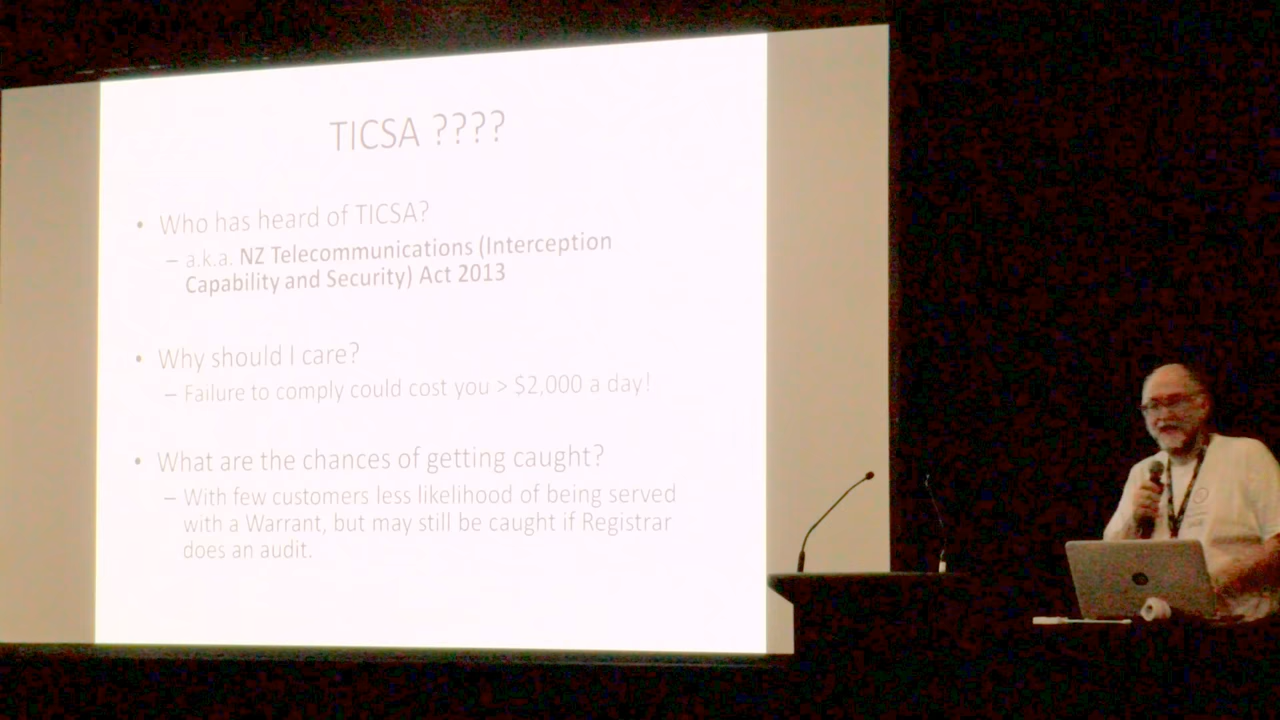 TICSA ????
• Who has heard of TICSA?
– a.k.a. NZ Telecommunications (Interception
Capability and Security) Act 2013
• Why should I care?
– Failure to comply could cost you > $2,000 a day!
• What are the chances of getting caught?
– With few customers less likelihood of being served
with a Warrant, but may still be caught if Registrar
does an audit.